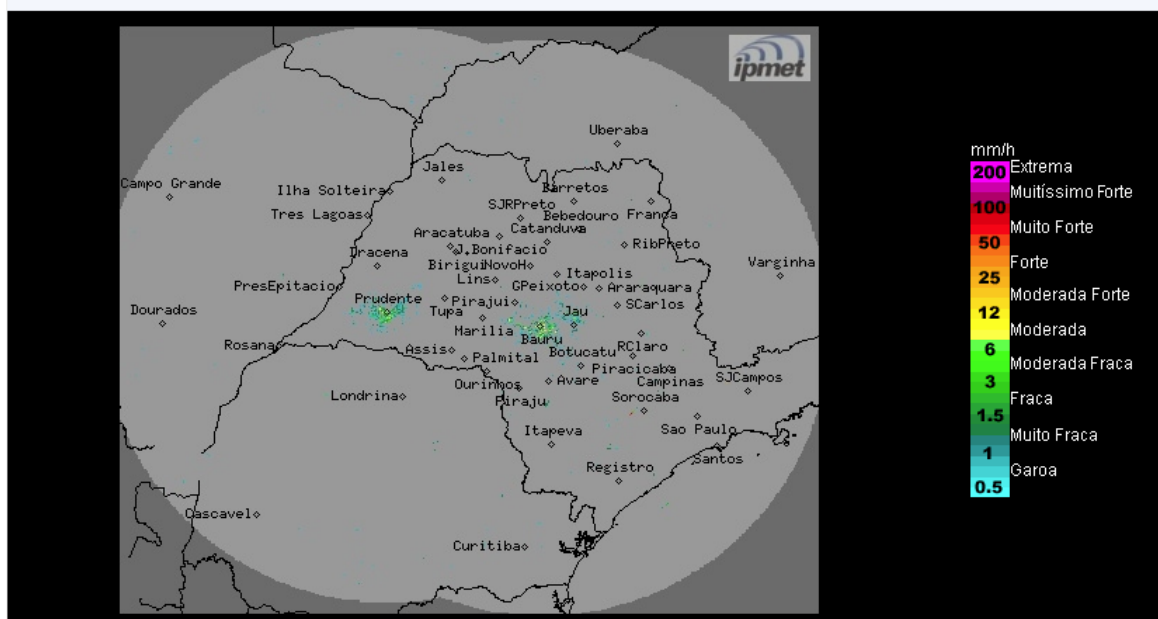 ipmet
Uberaba
Jales
Campo Grande
Ilha Solteira
Barretos
SJRPreto
Tres Lagoas
Bebedouro
Franca
Catanduva
Aracatuba
RibPreto
J.Bonifacio
Dracena
Varginha
Birigui
NovoH
Itapolis
Lins
PresEpitacio
GPeixoto
Araraquara
Prudente
Pirajui
SCarlos
Dourados
Tupa
Jau
Marilia
Bauru
Rosana
Assis
Botucatu
RClaro
Palmital
Piracicaba
SJCampos
Ourinhos
Avare
Campinas
Londrina
Piraju
Sorocaba
Itapeva
Sao Paulo
Santos
Registro
Cascavel
Curitiba
mm/h
200 Extrema
Muitíssimo Forte
100
Muito Forte
50
Forte
25
Moderada Forte
12
Moderada
6
Moderada Fraca
3
Fraca
1.5
Muito Fraca
1
Garoa
0.5